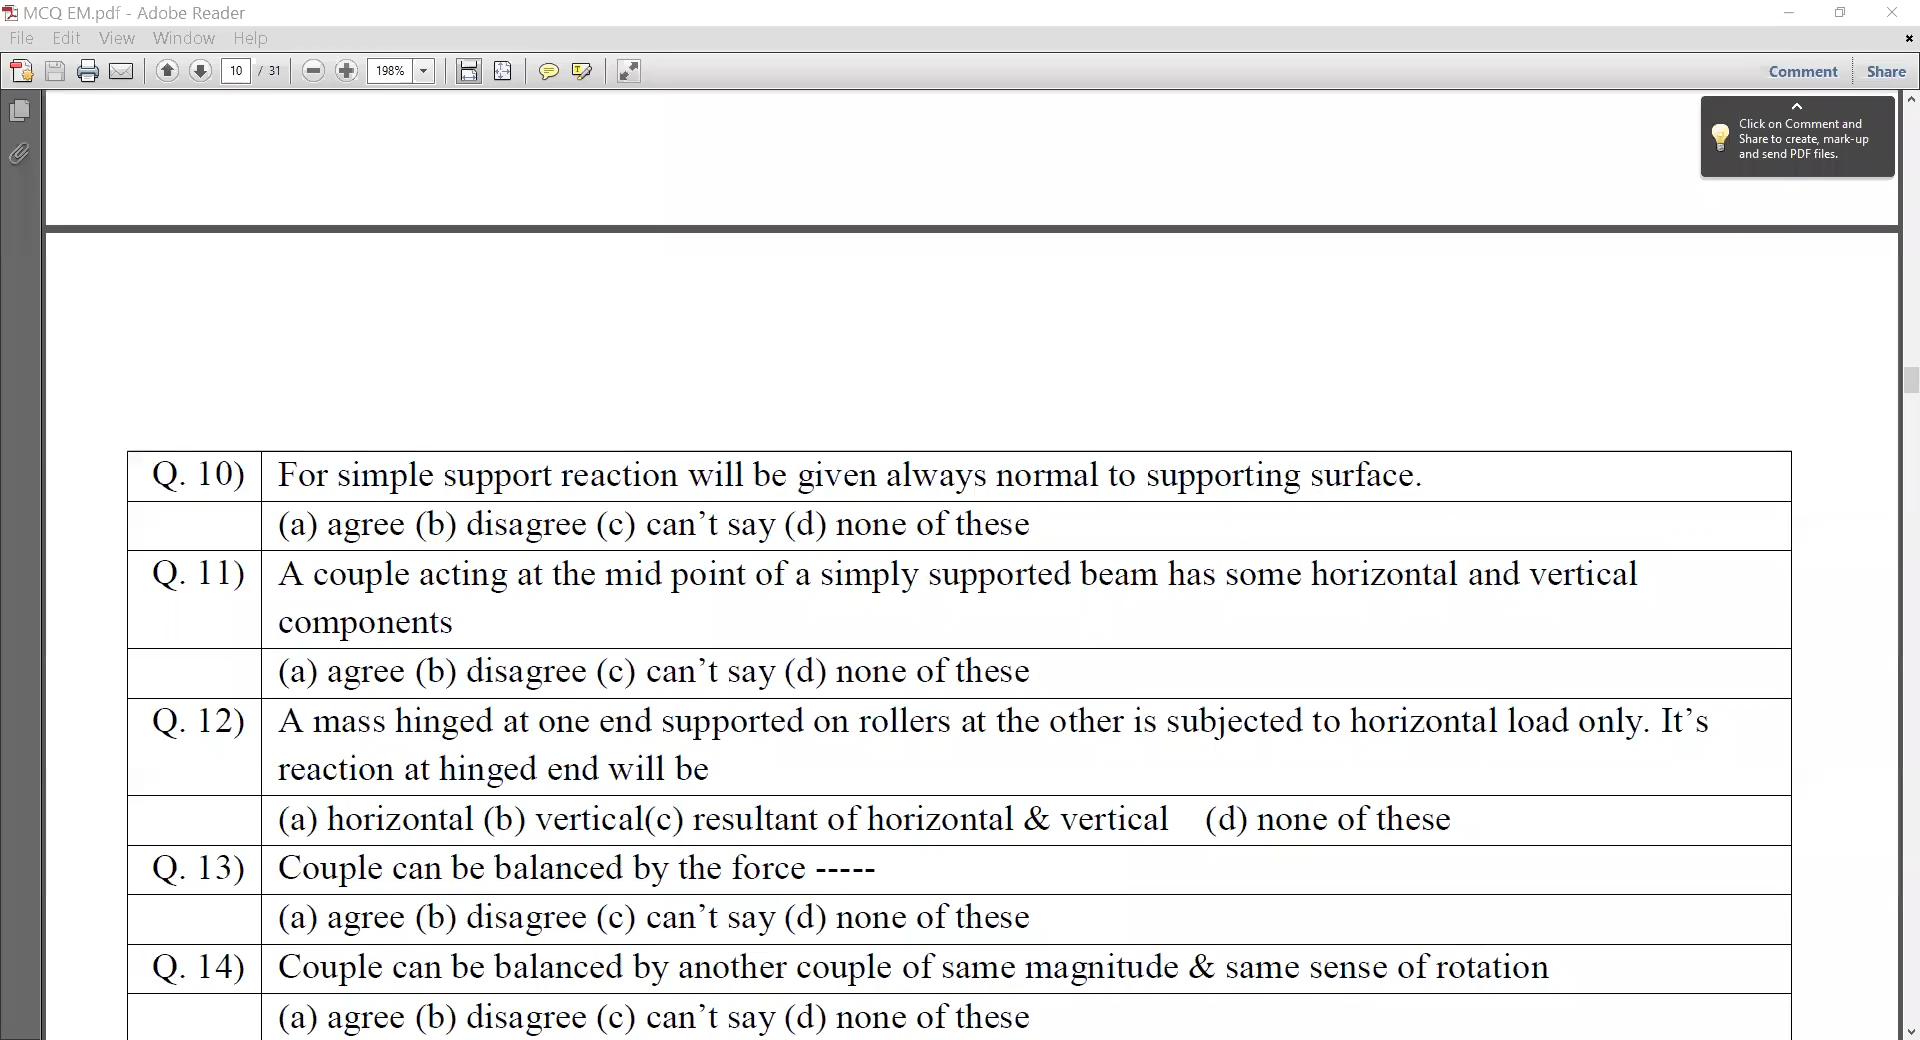 MCQ EM.pdf - Adobe Reader
File Edit View Window Help
10 / 31 198% Comment Share
Click on Comment and
Share to create, mark-up
and send PDF files.
Q. 10) For simple support reaction will be given always normal to supporting surface.
(a) agree (b) disagree (c) can’t say (d) none of these
Q. 11) A couple acting at the mid point of a simply supported beam has some horizontal and vertical
components
(a) agree (b) disagree (c) can’t say (d) none of these
Q. 12) A mass hinged at one end supported on rollers at the other is subjected to horizontal load only. It’s
reaction at hinged end will be
(a) horizontal (b) vertical(c) resultant of horizontal & vertical (d) none of these
Q. 13) Couple can be balanced by the force -----
(a) agree (b) disagree (c) can’t say (d) none of these
Q. 14) Couple can be balanced by another couple of same magnitude & same sense of rotation
(a) agree (b) disagree (c) can’t say (d) none of these